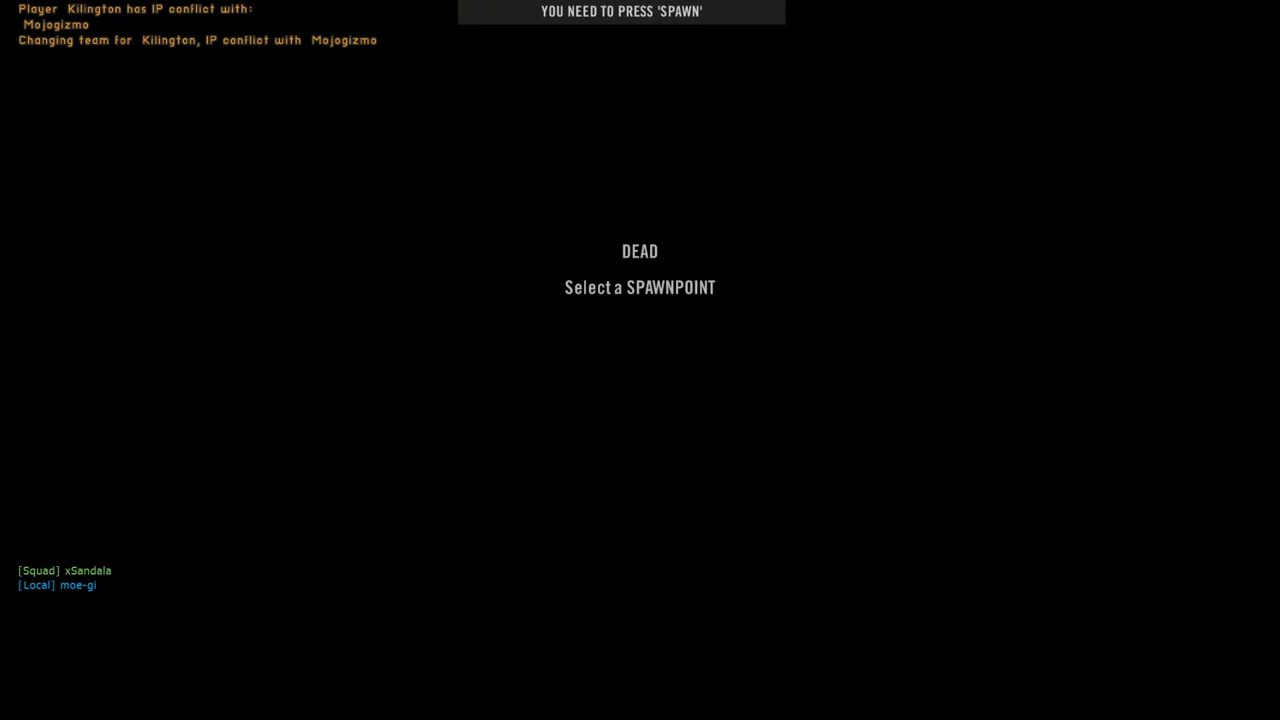 Player Kilington has IP conflict with:
Mojogizmo
Changing team for Kilington, IP conflict with Mojogizmo
YOU NEED TO PRESS 'SPAWN'
DEAD
Select a SPAWNPOINT
[Squad] xSandala
[Local] moe-gi